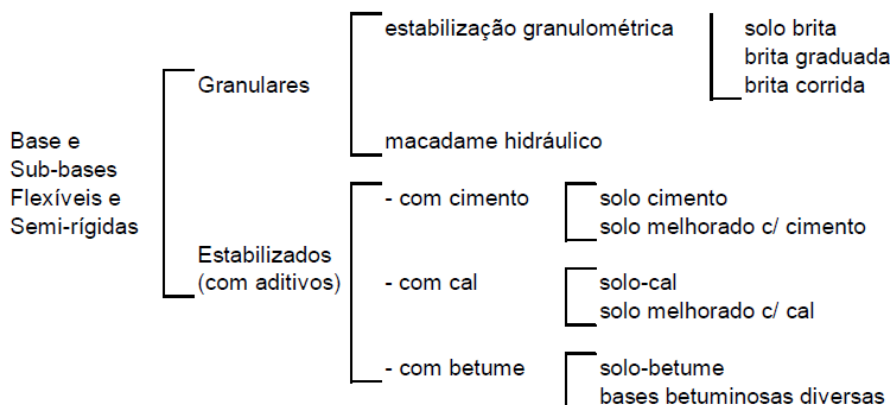 Base e
Sub-bases
Flexíveis e
Semi-rígidas
Granulares
estabilização granulométrica
solo brita
brita graduada
brita corrida
macadame hidráulico
Estabilizados
(com aditivos)
- com cimento
solo cimento
solo melhorado c/ cimento
- com cal
solo-cal
solo melhorado c/ cal
- com betume
solo-betume
bases betuminosas diversas